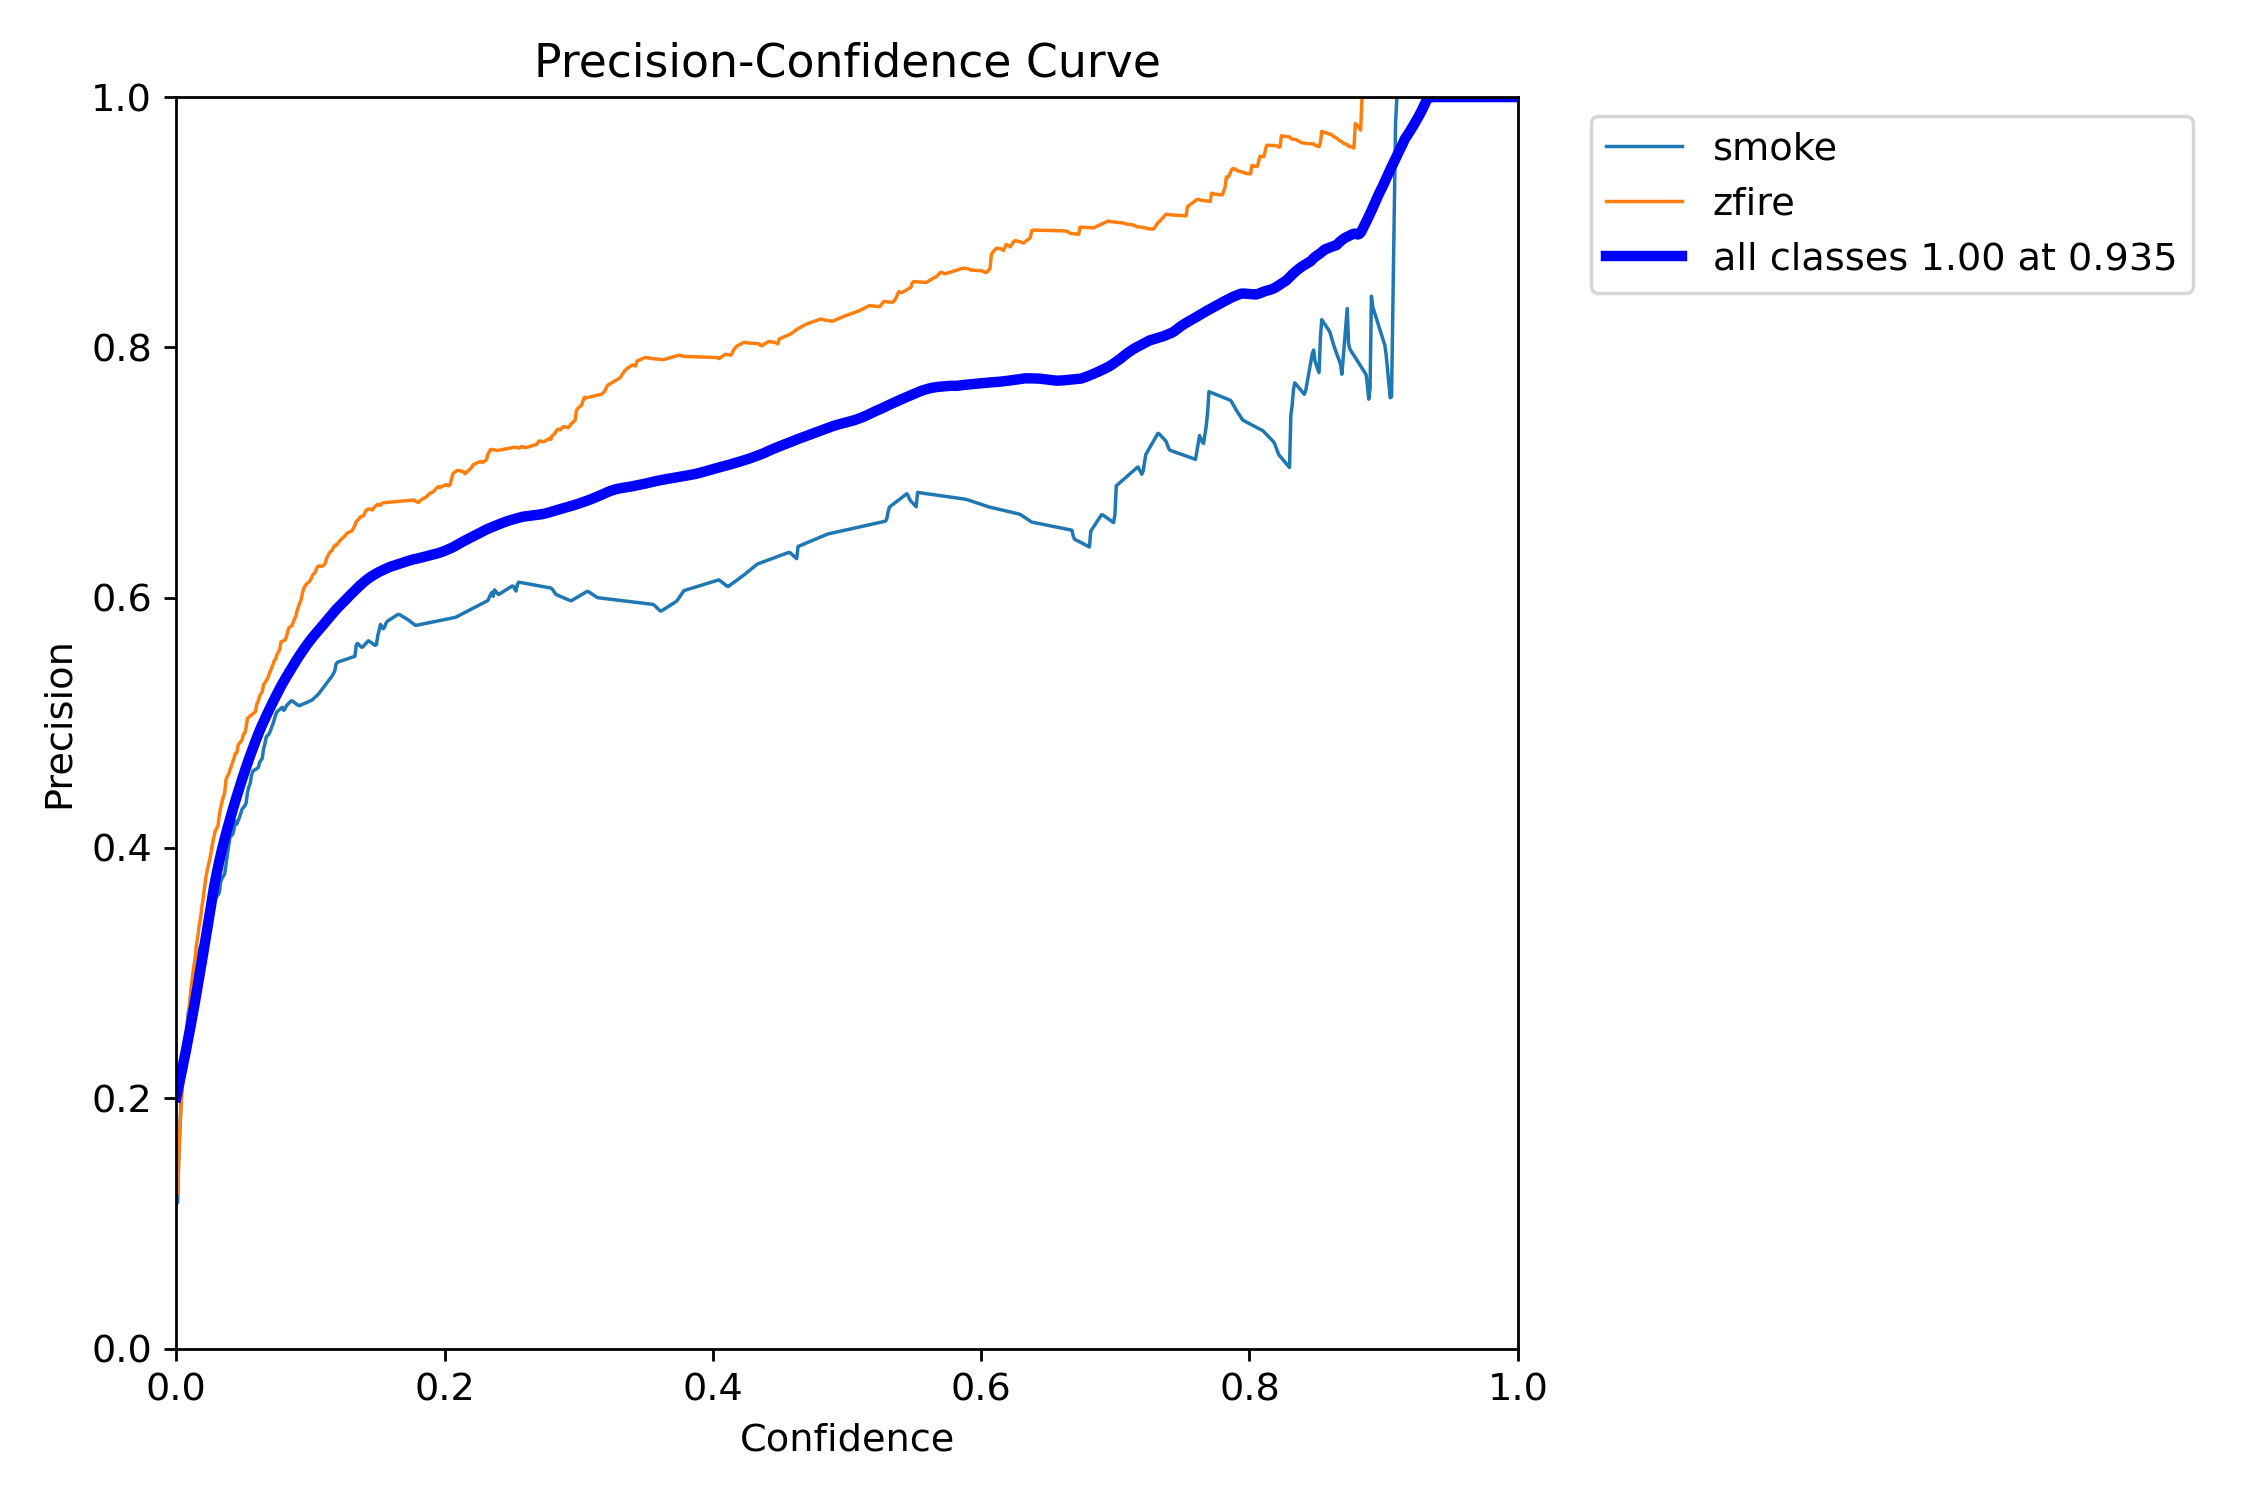 Precision-Confidence Curve
1.0
0.8
0.6
0.4
0.2
0.0
Precision
0.0 0.2 0.4 0.6 0.8 1.0
Confidence
smoke
zfire
all classes 1.00 at 0.935